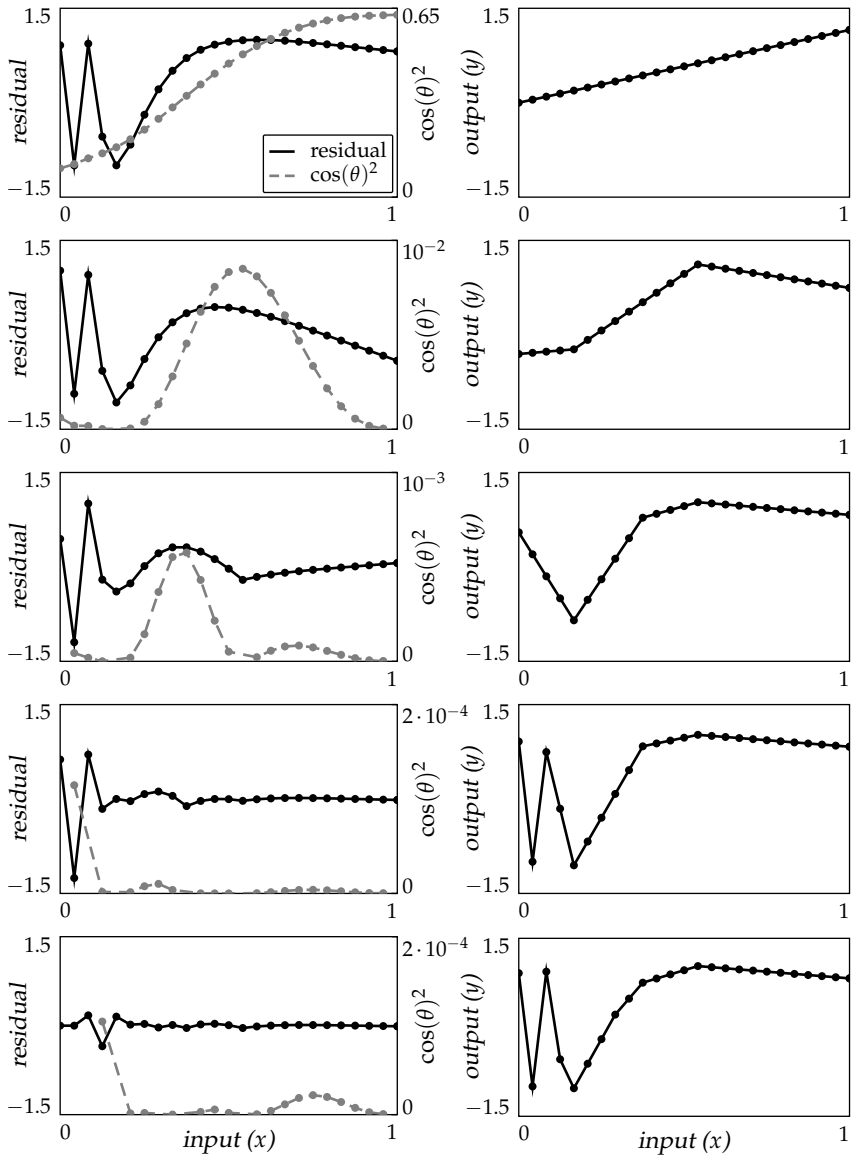 1.5
residual
−1.5
0
1
0.65
cos(θ)²
0
residual
cos(θ)²
output (y)
1.5
−1.5
0
1
1.5
residual
−1.5
0
1
10⁻²
cos(θ)²
0
output (y)
1.5
−1.5
0
1
1.5
residual
−1.5
0
1
10⁻³
cos(θ)²
0
output (y)
1.5
−1.5
0
1
1.5
residual
−1.5
0
1
2·10⁻⁴
cos(θ)²
0
output (y)
1.5
−1.5
0
1
1.5
residual
−1.5
0
1
input (x)
2·10⁻⁴
cos(θ)²
0
output (y)
1.5
−1.5
0
1
input (x)